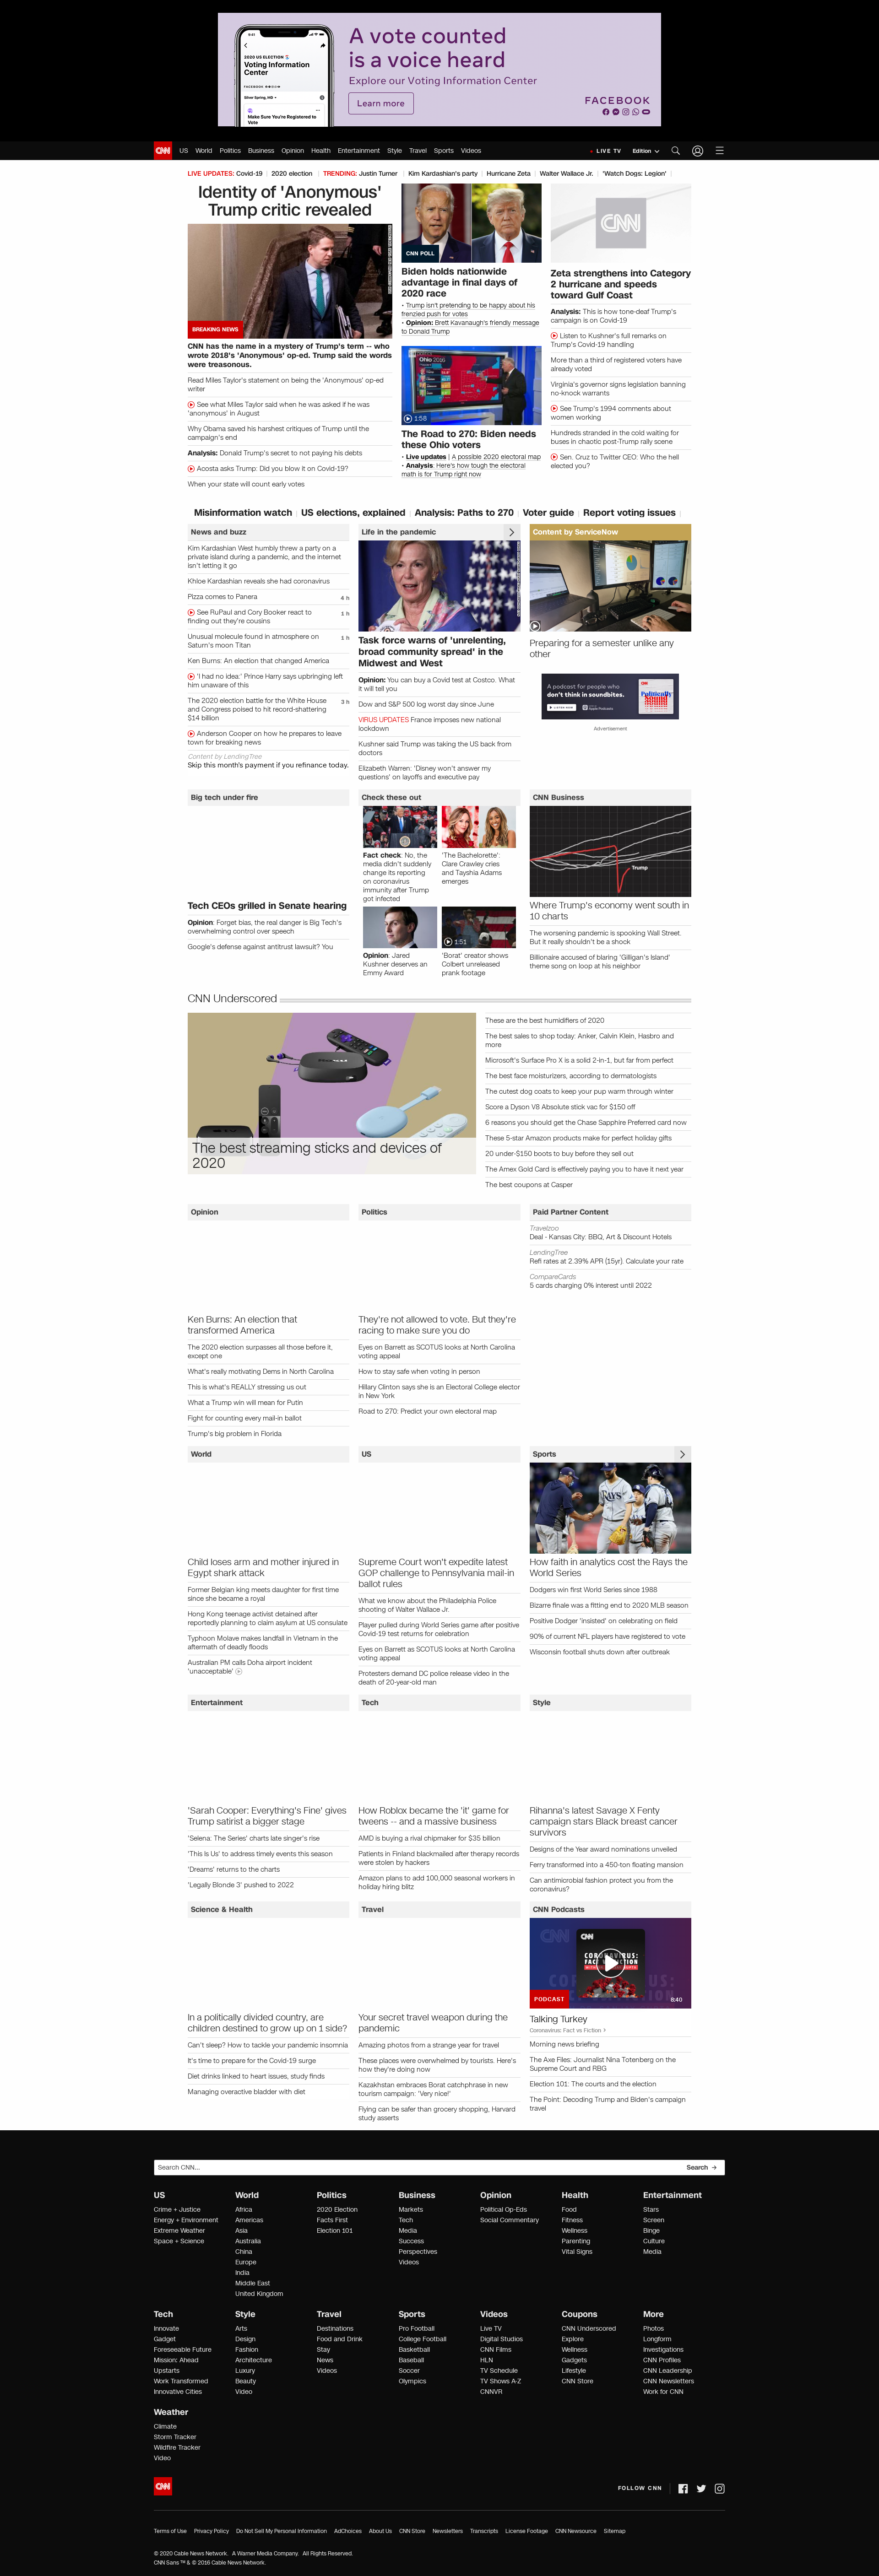 2020 US ELECTION
Voting Information
Center
FACEBOOK
Silver Spring, MD
Make Sure You're Registered to
Vote
A vote counted
is a voice heard
Explore our Voting Information Center
Learn more
FACEBOOK
CNN
US World Politics Business Opinion Health Entertainment Style Travel Sports Videos
LIVE TV
Edition
LIVE UPDATES: Covid-19 | 2020 election | TRENDING: Justin Turner | Kim Kardashian's party | Hurricane Zeta | Walter Wallace Jr. | 'Watch Dogs: Legion' |
Identity of 'Anonymous'
Trump critic revealed
BREAKING NEWS
CNN has the name in a mystery of Trump's term -- who
wrote 2018's 'Anonymous' op-ed. Trump said the words
were treasonous.
Read Miles Taylor's statement on being the 'Anonymous' op-ed
writer
See what Miles Taylor said when he was asked if he was
'anonymous' in August
Why Obama saved his harshest critiques of Trump until the
campaign's end
Analysis: Donald Trump's secret to not paying his debts
Acosta asks Trump: Did you blow it on Covid-19?
When your state will count early votes
CNN POLL
Biden holds nationwide
advantage in final days of
2020 race
• Trump isn't pretending to be happy about his
frenzied push for votes
• Opinion: Brett Kavanaugh's friendly message
to Donald Trump
Ohio 2016
1:58
The Road to 270: Biden needs
these Ohio voters
• Live updates | A possible 2020 electoral map
• Analysis: Here's how tough the electoral
math is for Trump right now
CNN
Zeta strengthens into Category
2 hurricane and speeds
toward Gulf Coast
Analysis: This is how tone-deaf Trump's
campaign is on Covid-19
Listen to Kushner's full remarks on
Trump's Covid-19 handling
More than a third of registered voters have
already voted
Virginia's governor signs legislation banning
no-knock warrants
See Trump's 1994 comments about
women working
Hundreds stranded in the cold waiting for
buses in chaotic post-Trump rally scene
Sen. Cruz to Twitter CEO: Who the hell
elected you?
Misinformation watch | US elections, explained | Analysis: Paths to 270 | Voter guide | Report voting issues |
News and buzz
Kim Kardashian West humbly threw a party on a
private island during a pandemic, and the internet
isn't letting it go
Khloe Kardashian reveals she had coronavirus
Pizza comes to Panera 4 h
See RuPaul and Cory Booker react to
finding out they're cousins 1 h
Unusual molecule found in atmosphere on
Saturn's moon Titan 1 h
Ken Burns: An election that changed America
'I had no idea:' Prince Harry says upbringing left
him unaware of this
The 2020 election battle for the White House
and Congress poised to hit record-shattering
$14 billion 3 h
Anderson Cooper on how he prepares to leave
town for breaking news
Content by LendingTree
Skip this month's payment if you refinance today.
Life in the pandemic
Task force warns of 'unrelenting,
broad community spread' in the
Midwest and West
Opinion: You can buy a Covid test at Costco. What
it will tell you
Dow and S&P 500 log worst day since June
VIRUS UPDATES France imposes new national
lockdown
Kushner said Trump was taking the US back from
doctors
Elizabeth Warren: 'Disney won't answer my
questions' on layoffs and executive pay
Content by ServiceNow
Preparing for a semester unlike any
other
A podcast for people who
don't think in soundbites.
LISTEN NOW
Apple Podcasts
CNN
Politically
Advertisement
Big tech under fire
Tech CEOs grilled in Senate hearing
Opinion: Forget bias, the real danger is Big Tech's
overwhelming control over speech
Google's defense against antitrust lawsuit? You
Check these out
Fact check: No, the
media didn't suddenly
change its reporting
on coronavirus
immunity after Trump
got infected
'The Bachelorette':
Clare Crawley cries
and Tayshia Adams
emerges
Opinion: Jared
Kushner deserves an
Emmy Award
1:51
'Borat' creator shows
Colbert unreleased
prank footage
CNN Business
Trump
Where Trump's economy went south in
10 charts
The worsening pandemic is spooking Wall Street.
But it really shouldn't be a shock
Billionaire accused of blaring 'Gilligan's Island'
theme song on loop at his neighbor
CNN Underscored
The best streaming sticks and devices of
2020
These are the best humidifiers of 2020
The best sales to shop today: Anker, Calvin Klein, Hasbro and
more
Microsoft's Surface Pro X is a solid 2-in-1, but far from perfect
The best face moisturizers, according to dermatologists
The cutest dog coats to keep your pup warm through winter
Score a Dyson V8 Absolute stick vac for $150 off
6 reasons you should get the Chase Sapphire Preferred card now
These 5-star Amazon products make for perfect holiday gifts
20 under-$150 boots to buy before they sell out
The Amex Gold Card is effectively paying you to have it next year
The best coupons at Casper
Opinion
Ken Burns: An election that
transformed America
The 2020 election surpasses all those before it,
except one
What's really motivating Dems in North Carolina
This is what's REALLY stressing us out
What a Trump win will mean for Putin
Fight for counting every mail-in ballot
Trump's big problem in Florida
Politics
They're not allowed to vote. But they're
racing to make sure you do
Eyes on Barrett as SCOTUS looks at North Carolina
voting appeal
How to stay safe when voting in person
Hillary Clinton says she is an Electoral College elector
in New York
Road to 270: Predict your own electoral map
Paid Partner Content
Travelzoo
Deal - Kansas City: BBQ, Art & Discount Hotels
LendingTree
Refi rates at 2.39% APR (15yr). Calculate your rate
CompareCards
5 cards charging 0% interest until 2022
World
Child loses arm and mother injured in
Egypt shark attack
Former Belgian king meets daughter for first time
since she became a royal
Hong Kong teenage activist detained after
reportedly planning to claim asylum at US consulate
Typhoon Molave makes landfall in Vietnam in the
aftermath of deadly floods
Australian PM calls Doha airport incident
'unacceptable'
US
Supreme Court won't expedite latest
GOP challenge to Pennsylvania mail-in
ballot rules
What we know about the Philadelphia Police
shooting of Walter Wallace Jr.
Player pulled during World Series game after positive
Covid-19 test returns for celebration
Eyes on Barrett as SCOTUS looks at North Carolina
voting appeal
Protesters demand DC police release video in the
death of 20-year-old man
Sports
RAYS
How faith in analytics cost the Rays the
World Series
Dodgers win first World Series since 1988
Bizarre finale was a fitting end to 2020 MLB season
Positive Dodger 'insisted' on celebrating on field
90% of current NFL players have registered to vote
Wisconsin football shuts down after outbreak
Entertainment
'Sarah Cooper: Everything's Fine' gives
Trump satirist a bigger stage
'Selena: The Series' charts late singer's rise
'This Is Us' to address timely events this season
'Dreams' returns to the charts
'Legally Blonde 3' pushed to 2022
Tech
How Roblox became the 'it' game for
tweens -- and a massive business
AMD is buying a rival chipmaker for $35 billion
Patients in Finland blackmailed after therapy records
were stolen by hackers
Amazon plans to add 100,000 seasonal workers in
holiday hiring blitz
Style
Rihanna's latest Savage X Fenty
campaign stars Black breast cancer
survivors
Designs of the Year award nominations unveiled
Ferry transformed into a 450-ton floating mansion
Can antimicrobial fashion protect you from the
coronavirus?
Science & Health
In a politically divided country, are
children destined to grow up on 1 side?
Can't sleep? How to tackle your pandemic insomnia
It's time to prepare for the Covid-19 surge
Diet drinks linked to heart issues, study finds
Managing overactive bladder with diet
Travel
Your secret travel weapon during the
pandemic
Amazing photos from a strange year for travel
These places were overwhelmed by tourists. Here's
how they're doing now
Kazakhstan embraces Borat catchphrase in new
tourism campaign: 'Very nice!'
Flying can be safer than grocery shopping, Harvard
study asserts
CNN Podcasts
CNN
CORONAVIRUS:
PODCAST
8:40
Talking Turkey
Coronavirus: Fact vs Fiction
Morning news briefing
The Axe Files: Journalist Nina Totenberg on the
Supreme Court and RBG
Election 101: The courts and the election
The Point: Decoding Trump and Biden's campaign
travel
Search CNN...
Search
US
Crime + Justice
Energy + Environment
Extreme Weather
Space + Science
World
Africa
Americas
Asia
Australia
China
Europe
India
Middle East
United Kingdom
Politics
2020 Election
Facts First
Election 101
Business
Markets
Tech
Media
Success
Perspectives
Videos
Opinion
Political Op-Eds
Social Commentary
Health
Food
Fitness
Wellness
Parenting
Vital Signs
Entertainment
Stars
Screen
Binge
Culture
Media
Tech
Innovate
Gadget
Foreseeable Future
Mission: Ahead
Upstarts
Work Transformed
Innovative Cities
Style
Arts
Design
Fashion
Architecture
Luxury
Beauty
Video
Travel
Destinations
Food and Drink
Stay
News
Videos
Sports
Pro Football
College Football
Basketball
Baseball
Soccer
Olympics
Videos
Live TV
Digital Studios
CNN Films
HLN
TV Schedule
TV Shows A-Z
CNNVR
Coupons
CNN Underscored
Explore
Wellness
Gadgets
Lifestyle
CNN Store
More
Photos
Longform
Investigations
CNN Profiles
CNN Leadership
CNN Newsletters
Work for CNN
Weather
Climate
Storm Tracker
Wildfire Tracker
Video
CNN
FOLLOW CNN
Terms of Use Privacy Policy Do Not Sell My Personal Information AdChoices About Us CNN Store Newsletters Transcripts License Footage CNN Newsource Sitemap
© 2020 Cable News Network. A Warner Media Company. All Rights Reserved.
CNN Sans ™ & © 2016 Cable News Network.